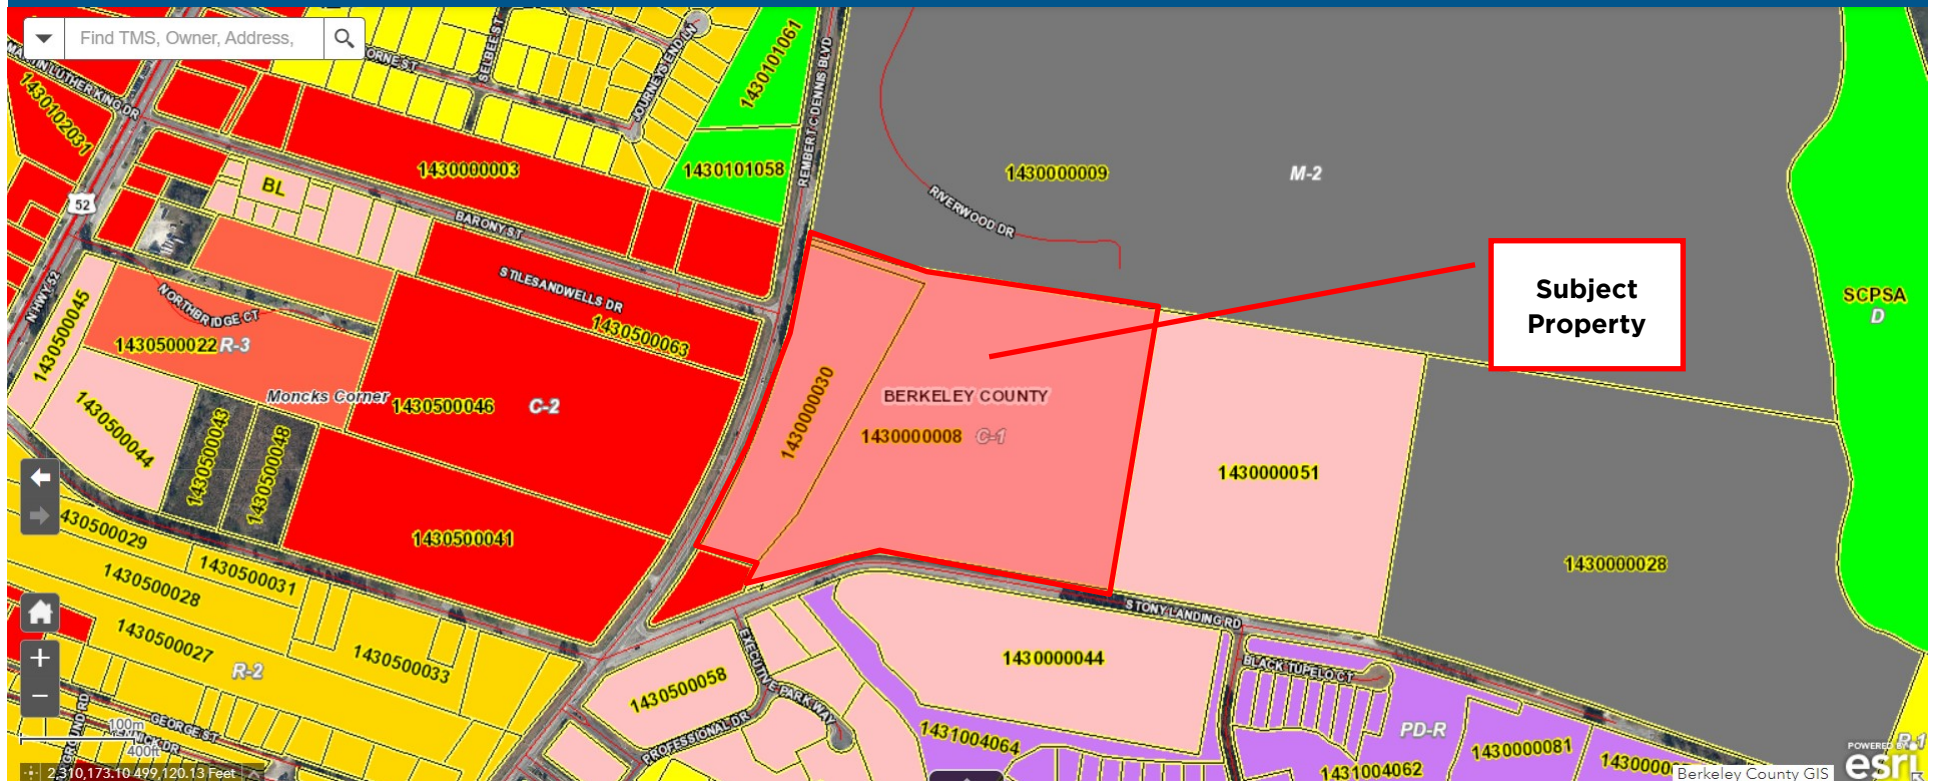 Find TMS, Owner, Address,
MARTIN LUTHER KING DR
1430102031
ORNE ST
SELBEE ST
JOURNEYS END LN
1430101061
REMBERT C DENNIS BLVD
1430000003
1430101058
1430000009
M-2
RIVERWOOD DR
52
BL
BARONY ST
STILESANDWELLS DR
Subject
Property
SCPSA
D
N HWY 52
1430500045
NORTHBRIDGE CT
1430500022 R-3
1430500063
Moncks Corner
1430500046
C-2
1430000030
BERKELEY COUNTY
1430000008
C-1
1430500044
1430500043
1430500048
1430000051
430500029
1430500031
1430500041
1430500028
1430000028
1430500027
1430500033
R-2
STONY LANDING RD
1430000044
EXECUTIVE PARK WAY
1430500058
BLACK TUPELO CT
PROFESSIONAL DR
GEORGE ST
1431004064
PD-R
1430000081
R-1
1431004062
100m
400ft
2,310,173.10 499,120.13 Feet
Berkeley County GIS
POWERED BY
esri